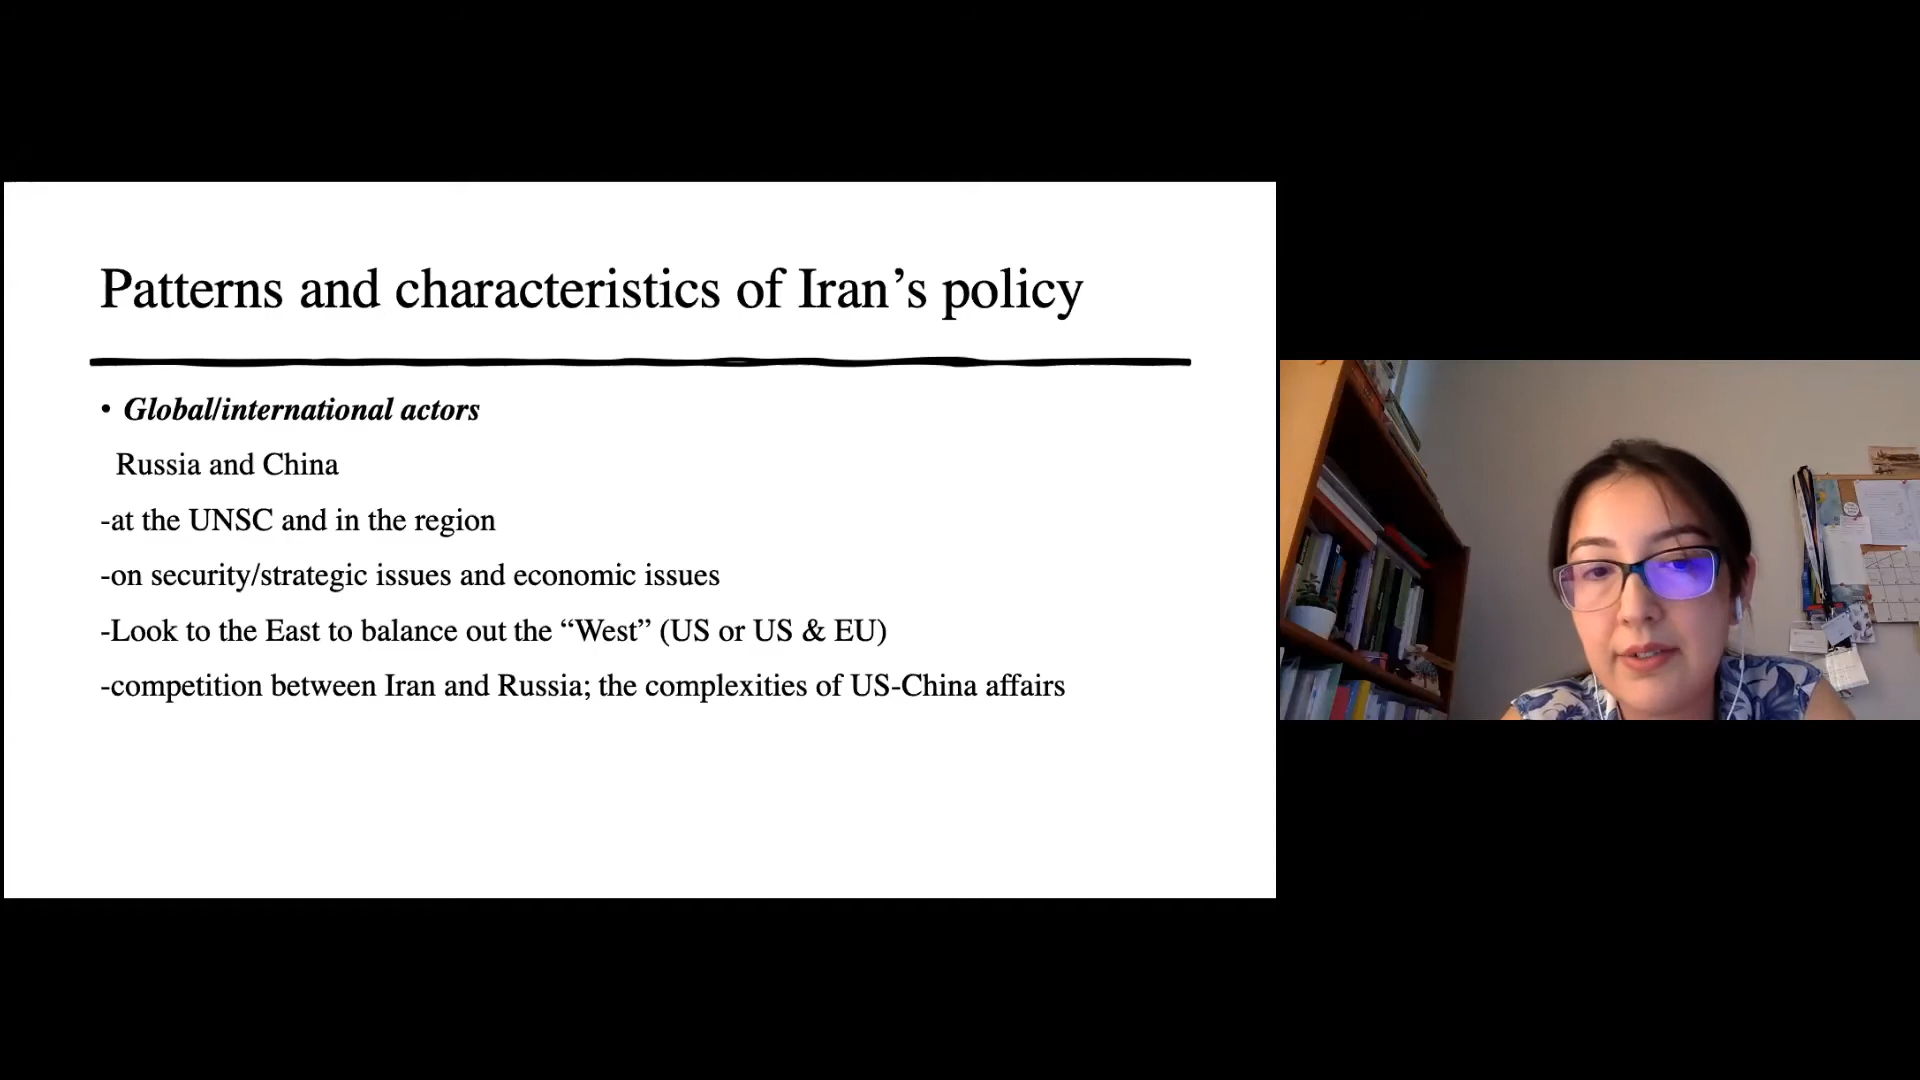 Patterns and characteristics of Iran’s policy
• Global/international actors
Russia and China
-at the UNSC and in the region
-on security/strategic issues and economic issues
-Look to the East to balance out the “West” (US or US & EU)
-competition between Iran and Russia; the complexities of US-China affairs